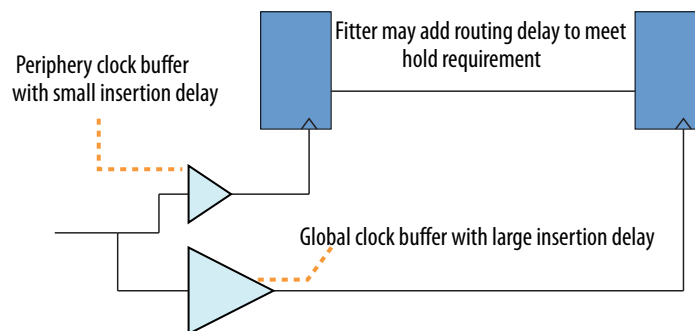 Fitter may add routing delay to meet
hold requirement
Periphery clock buffer
with small insertion delay
Global clock buffer with large insertion delay